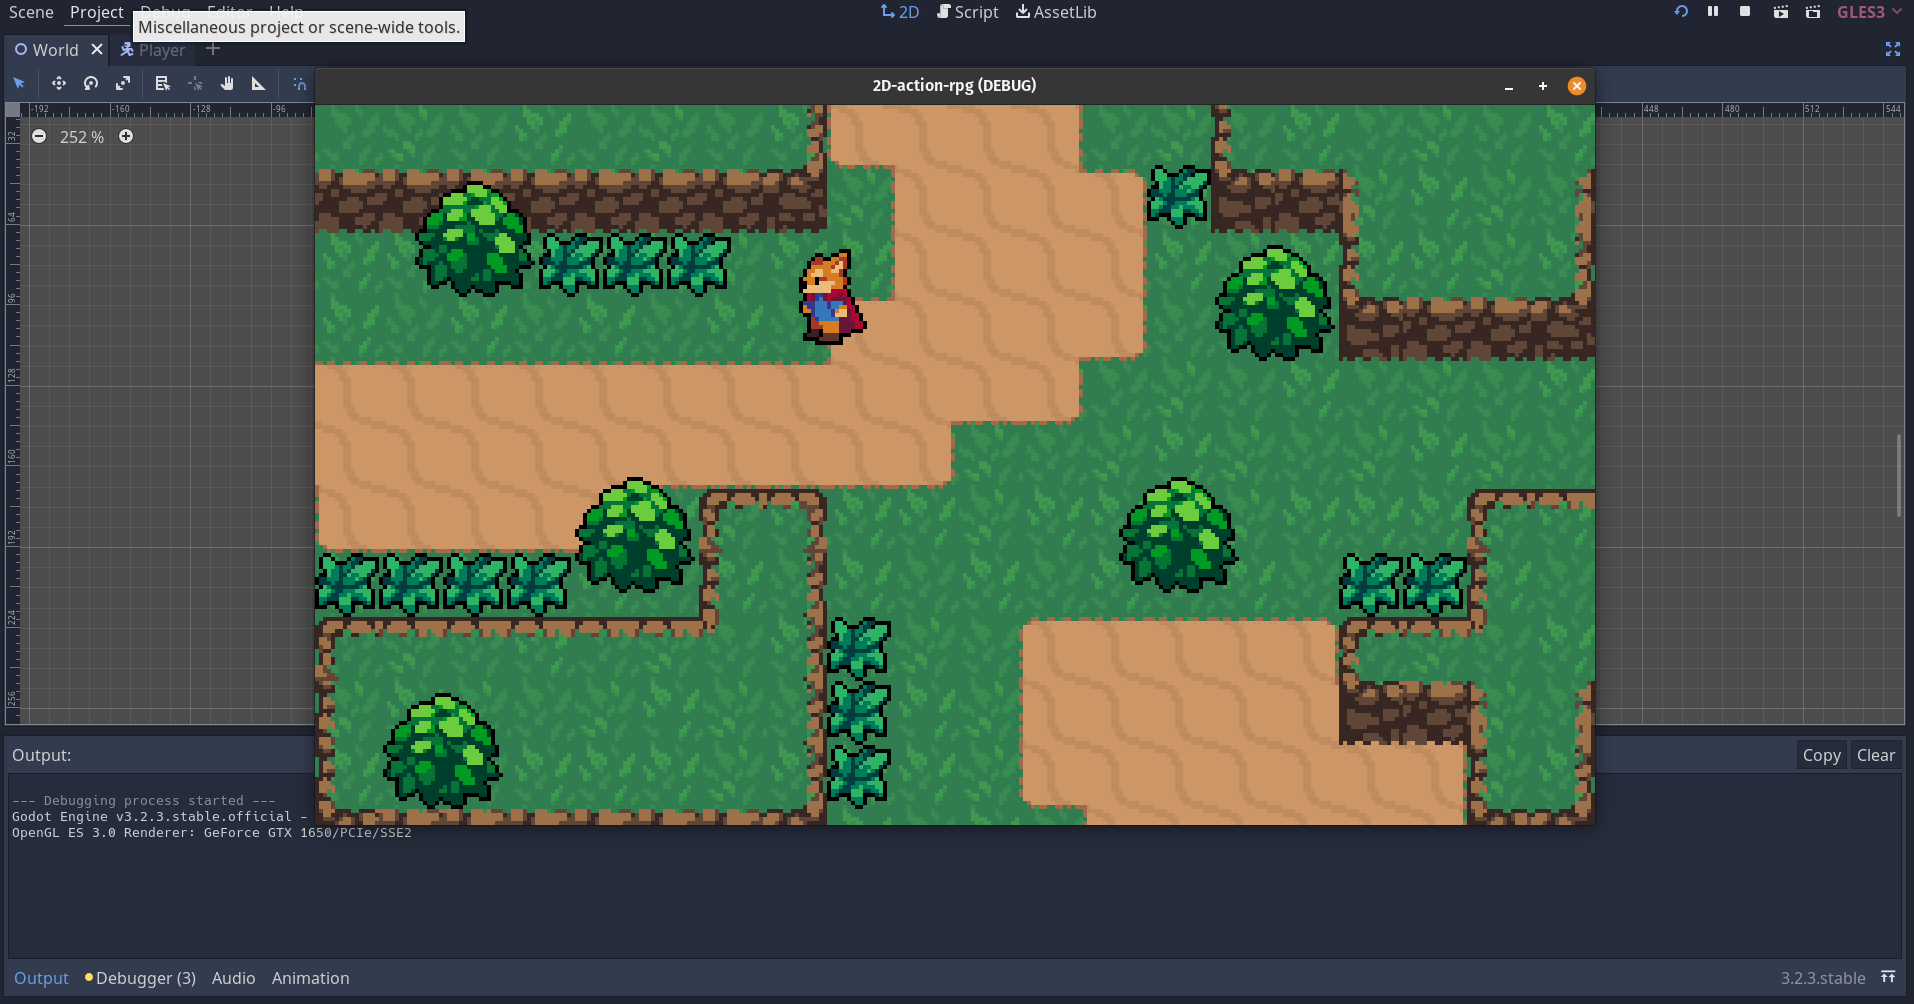 Scene Project Debug Editor Help
Miscellaneous project or scene-wide tools.
2D Script AssetLib
GLES3
World Player
2D-action-rpg (DEBUG)
-192 -160 -128 -96 448 480 512 544
252 %
32
64
96
128
160
192
224
256
Output:
Copy Clear
--- Debugging process started ---
Godot Engine v3.2.3.stable.official -
OpenGL ES 3.0 Renderer: GeForce GTX 1650/PCIe/SSE2
Output Debugger (3) Audio Animation
3.2.3.stable